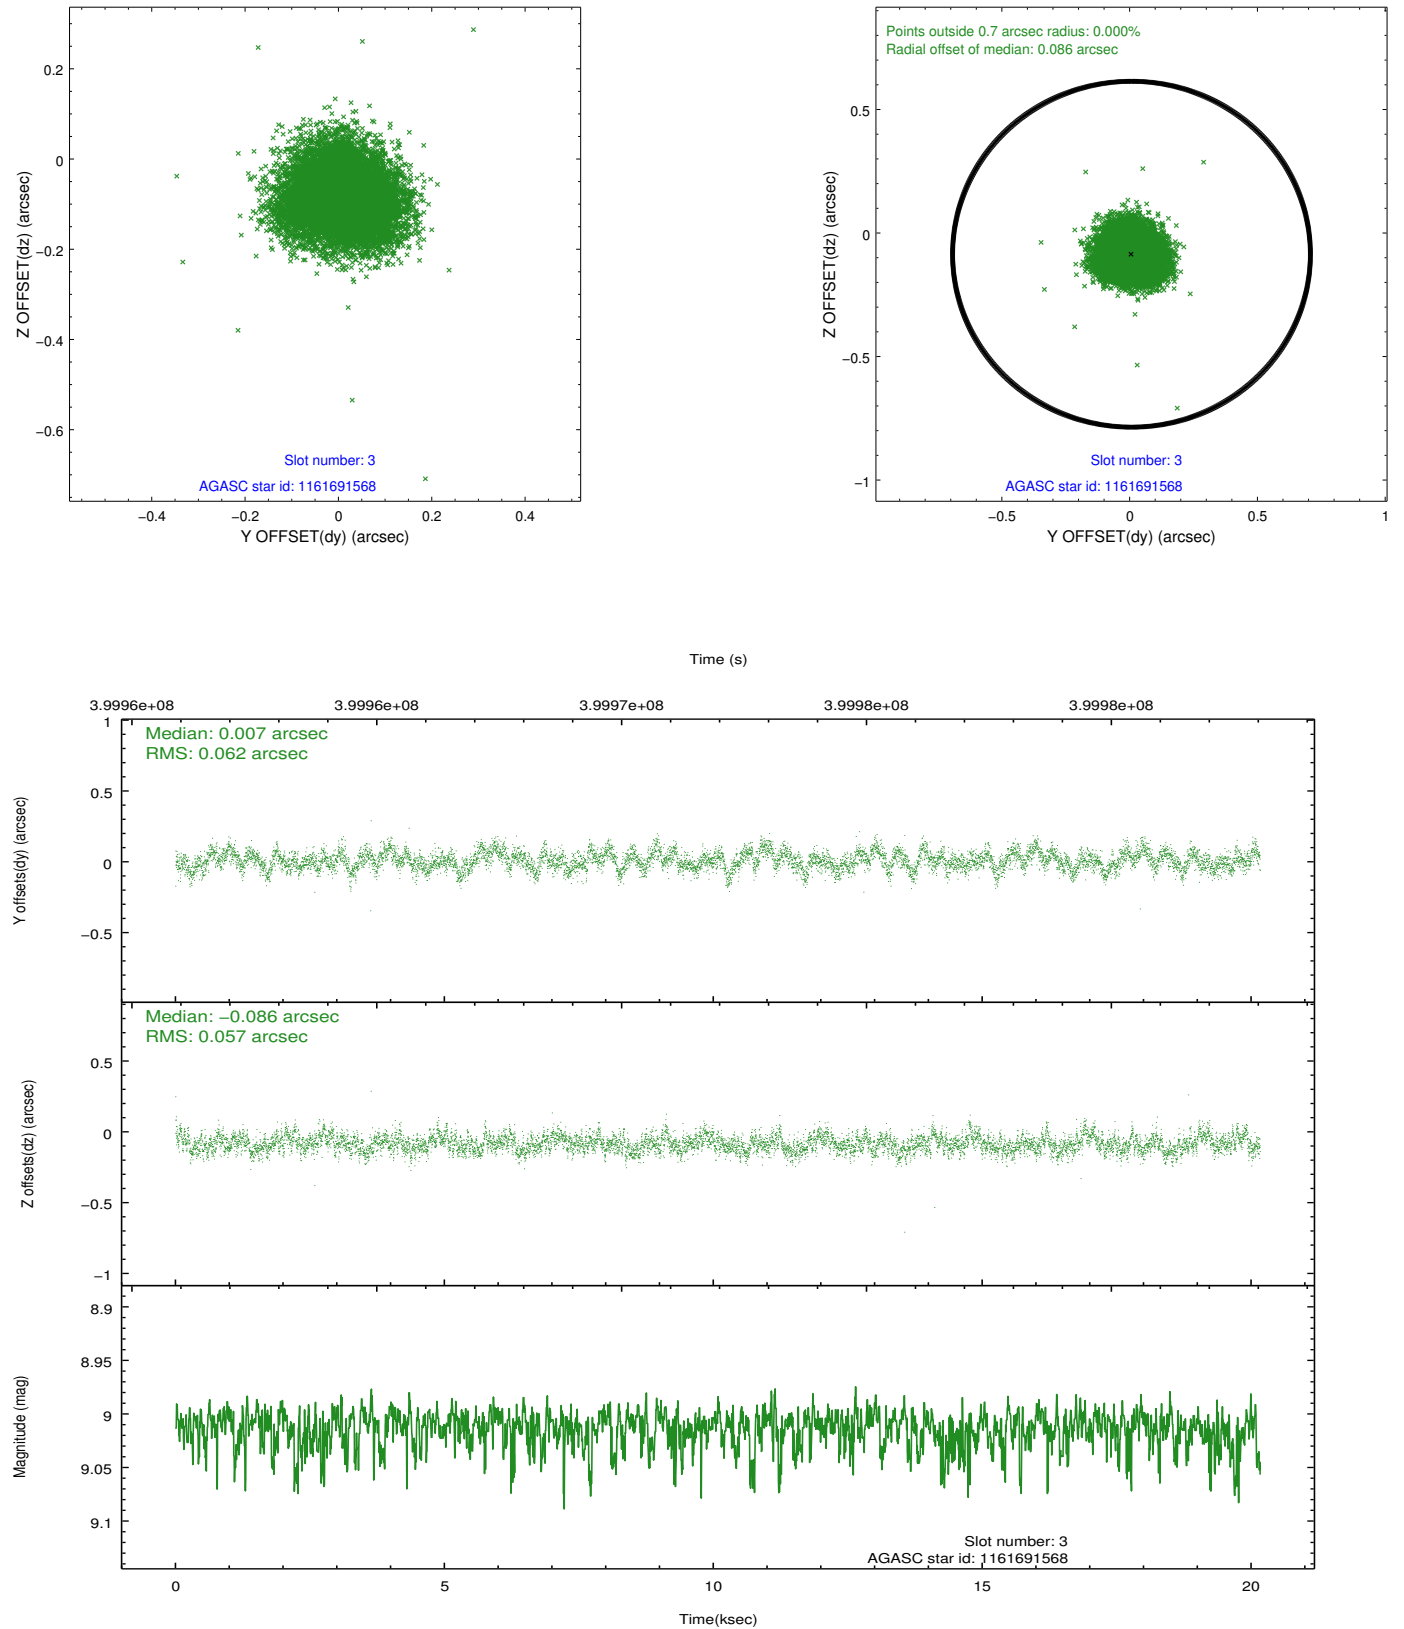 0.2
0
−0.2
−0.4
−0.6
Z OFFSET(dz) (arcsec)
Slot number: 3
AGASC star id: 1161691568
−0.4 −0.2 0 0.2 0.4
Y OFFSET(dy) (arcsec)
Points outside 0.7 arcsec radius: 0.000%
Radial offset of median: 0.086 arcsec
0.5
0
−0.5
−1
Z OFFSET(dz) (arcsec)
Slot number: 3
AGASC star id: 1161691568
−0.5 0 0.5 1
Y OFFSET(dy) (arcsec)
Time (s)
3.9996e+08 3.9996e+08 3.9997e+08 3.9998e+08 3.9998e+08
Median: 0.007 arcsec
RMS: 0.062 arcsec
1
0.5
0
−0.5
Y offsets(dy) (arcsec)
Median: −0.086 arcsec
RMS: 0.057 arcsec
0.5
0
−0.5
−1
Z offsets(dz) (arcsec)
8.9
8.95
9
9.05
9.1
Magnitude (mag)
Slot number: 3
AGASC star id: 1161691568
0 5 10 15 20
Time(ksec)